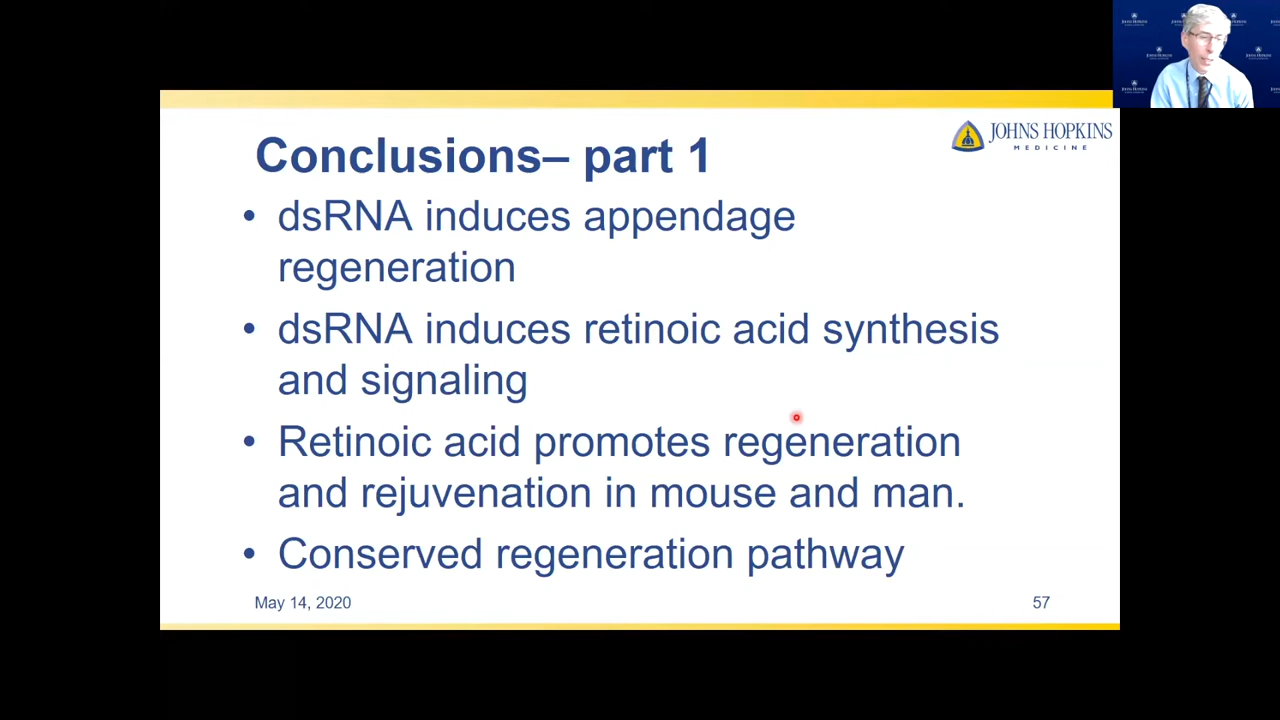 Conclusions– part 1
JOHNS HOPKINS
MEDICINE
• dsRNA induces appendage
regeneration
• dsRNA induces retinoic acid synthesis
and signaling
• Retinoic acid promotes regeneration
and rejuvenation in mouse and man.
• Conserved regeneration pathway
May 14, 2020
57